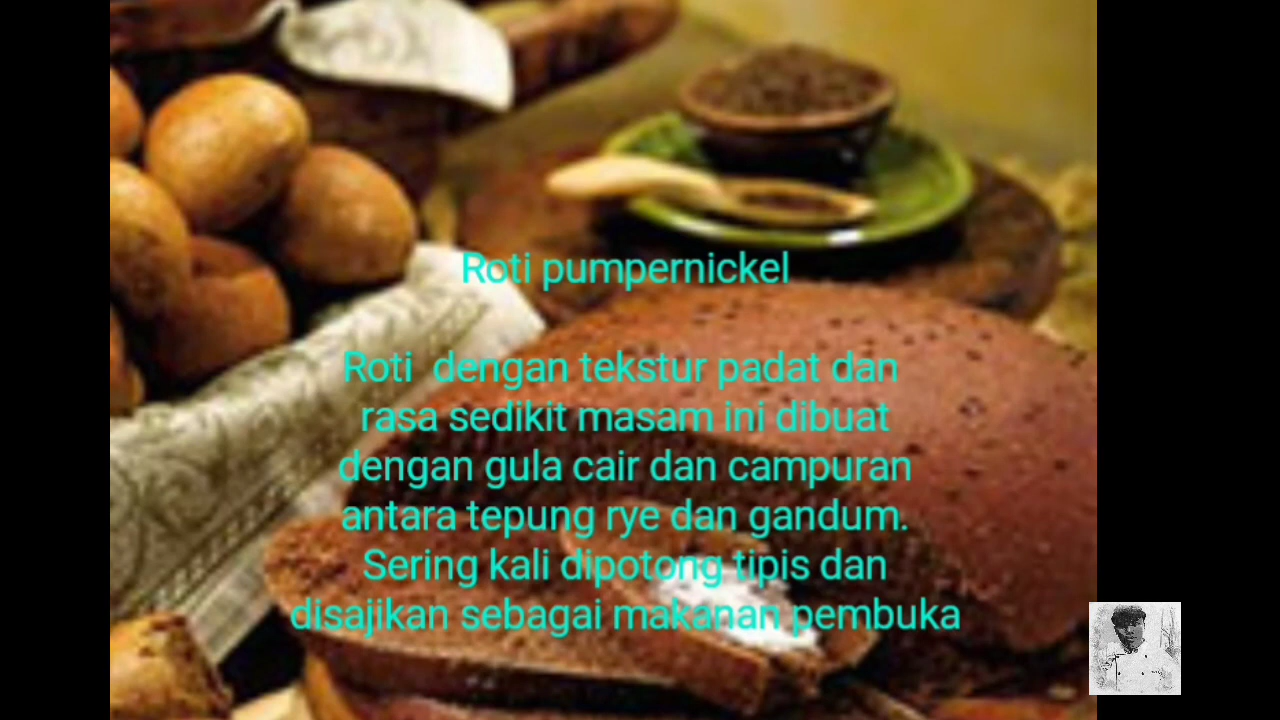 Roti pumpernickel
Roti dengan tekstur padat dan
rasa sedikit masam ini dibuat
dengan gula cair dan campuran
antara tepung rye dan gandum.
Sering kali dipotong tipis dan
disajikan sebagai makanan pembuka